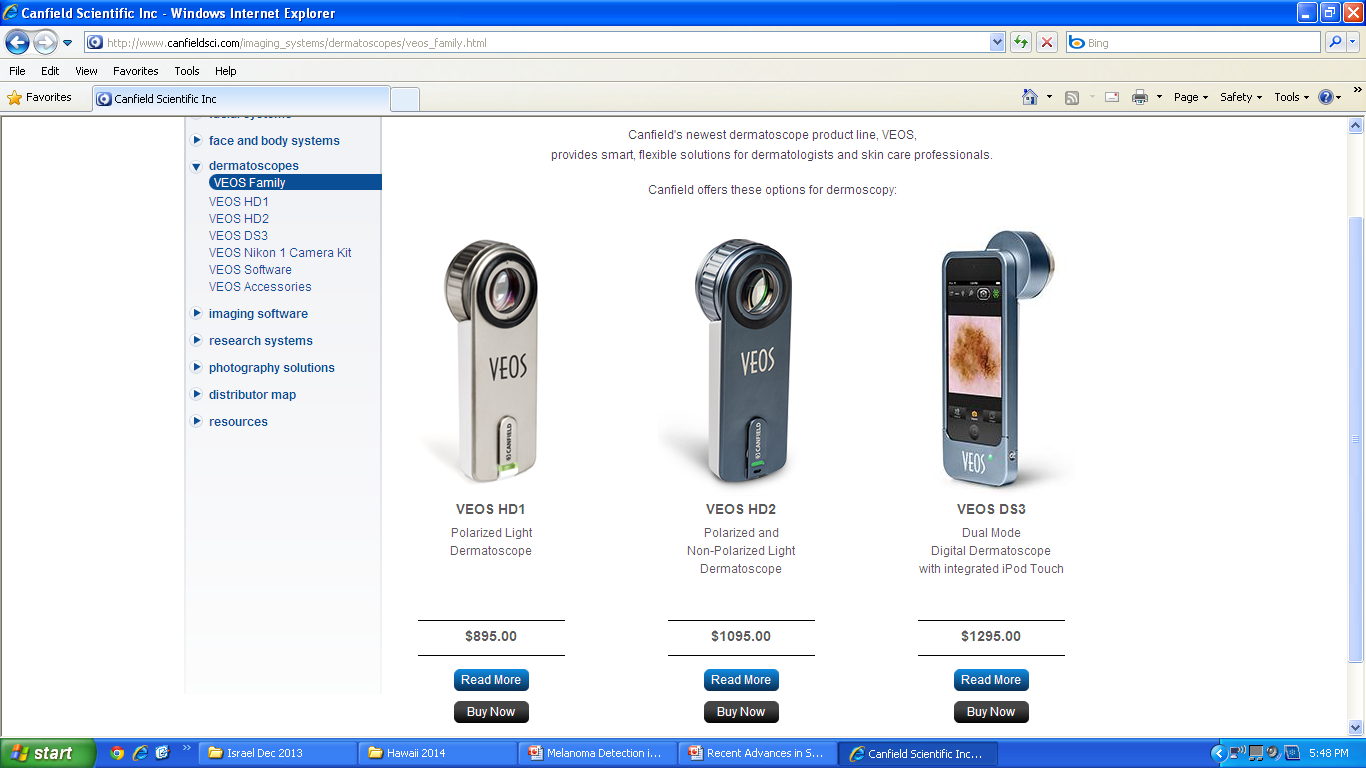 Canfield Scientific Inc - Windows Internet Explorer
http://www.canfieldsci.com/imaging_systems/dermatoscopes/veos_family.html
Bing
File Edit View Favorites Tools Help
Favorites
Canfield Scientific Inc
Page Safety Tools
facial systems
face and body systems
dermatoscopes
VEOS Family
VEOS HD1
VEOS HD2
VEOS DS3
VEOS Nikon 1 Camera Kit
VEOS Software
VEOS Accessories
imaging software
research systems
photography solutions
distributor map
resources
Canfield's newest dermatoscope product line, VEOS,
provides smart, flexible solutions for dermatologists and skin care professionals.
Canfield offers these options for dermoscopy:
VEOS
CANFIELD
VEOS
CANFIELD
VEOS
VEOS HD1
Polarized Light
Dermatoscope
$895.00
Read More
Buy Now
VEOS HD2
Polarized and
Non-Polarized Light
Dermatoscope
$1095.00
Read More
Buy Now
VEOS DS3
Dual Mode
Digital Dermatoscope
with integrated iPod Touch
$1295.00
Read More
Buy Now
start
Israel Dec 2013
Hawaii 2014
Melanoma Detection i...
Recent Advances in S...
Canfield Scientific Inc...
5:48 PM